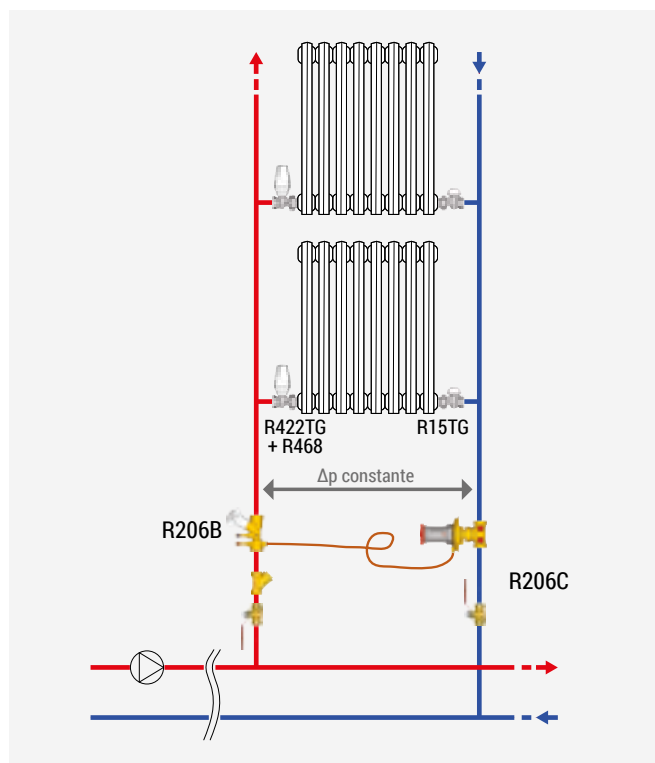 R422TG
+ R468
R15TG
Δp constante
R206B
R206C